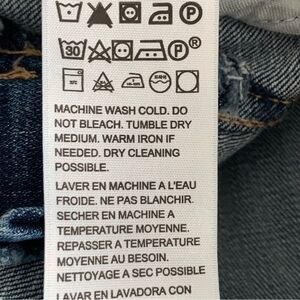 P
30 P ®
MACHINE WASH COLD. DO
NOT BLEACH. TUMBLE DRY
MEDIUM. WARM IRON IF
NEEDED. DRY CLEANING
POSSIBLE.
LAVER EN MACHINE A L'EAU
FROIDE. NE PAS BLANCHIR.
SECHER EN MACHINE A
TEMPERATURE MOYENNE.
REPASSER A TEMPERATURE
MOYENNE AU BESOIN.
NETTOYAGE A SEC POSSIBLE
LAVAR EN LAVADORA CON